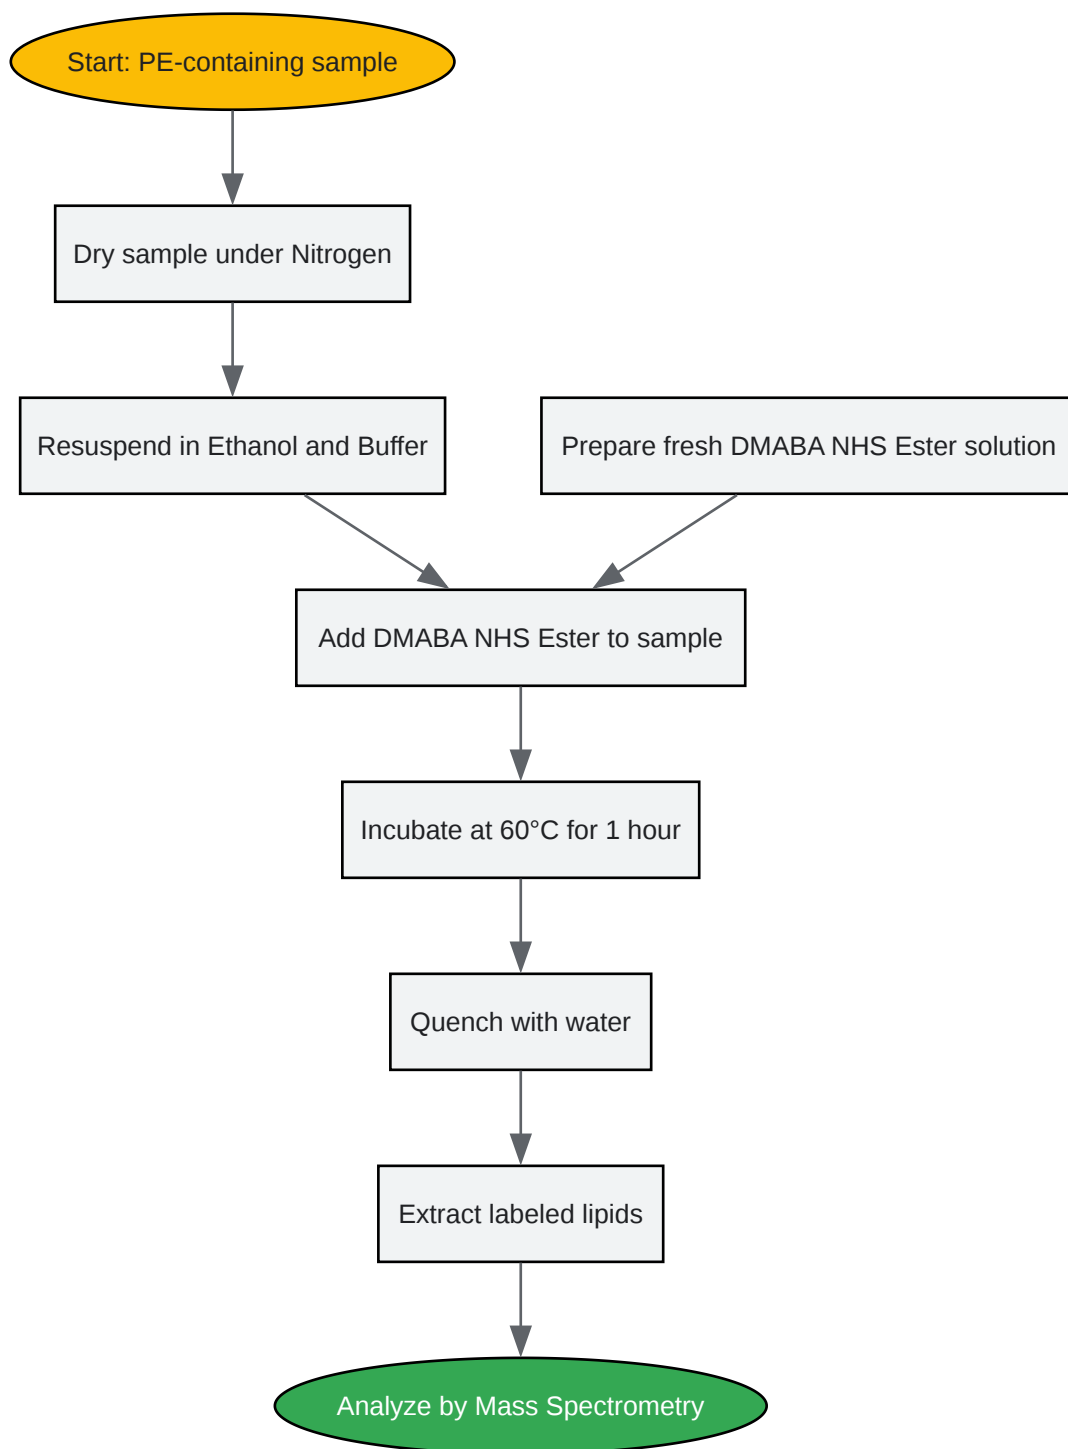 Start: PE-containing sample
Dry sample under Nitrogen
Resuspend in Ethanol and Buffer
Prepare fresh DMABA NHS Ester solution
Add DMABA NHS Ester to sample
Incubate at 60°C for 1 hour
Quench with water
Extract labeled lipids
Analyze by Mass Spectrometry